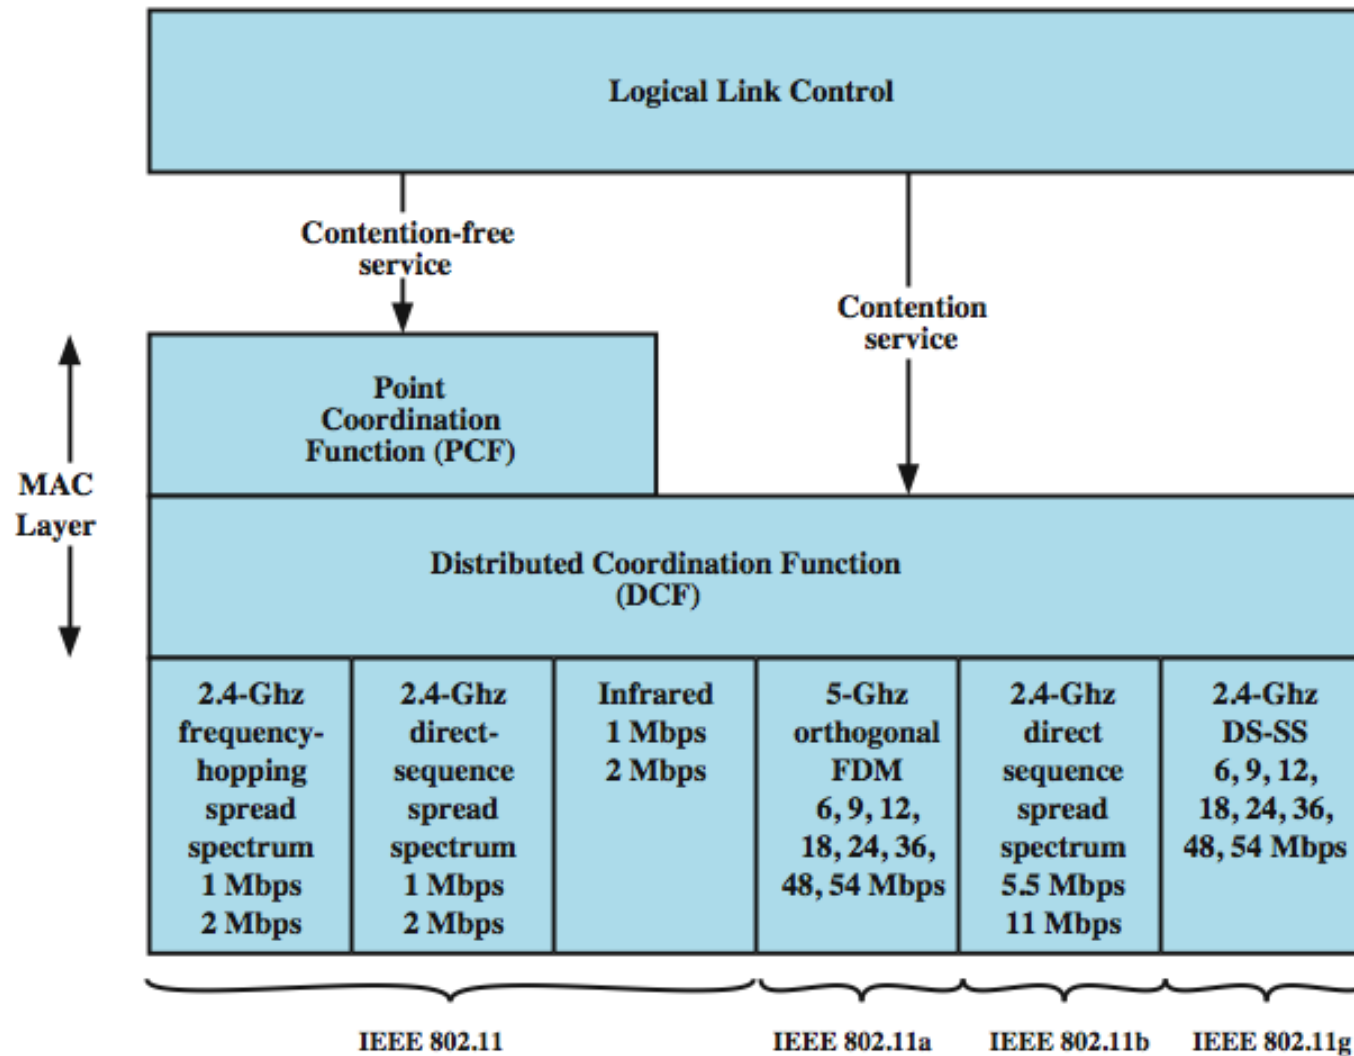 Logical Link Control
Contention-free
service
Contention
service
Point
Coordination
Function (PCF)
MAC
Layer
Distributed Coordination Function
(DCF)
2.4-Ghz
frequency-
hopping
spread
spectrum
1 Mbps
2 Mbps
2.4-Ghz
direct-
sequence
spread
spectrum
1 Mbps
2 Mbps
Infrared
1 Mbps
2 Mbps
5-Ghz
orthogonal
FDM
6, 9, 12,
18, 24, 36,
48, 54 Mbps
2.4-Ghz
direct
sequence
spread
spectrum
5.5 Mbps
11 Mbps
2.4-Ghz
DS-SS
6, 9, 12,
18, 24, 36,
48, 54 Mbps
IEEE 802.11
IEEE 802.11a
IEEE 802.11b
IEEE 802.11g